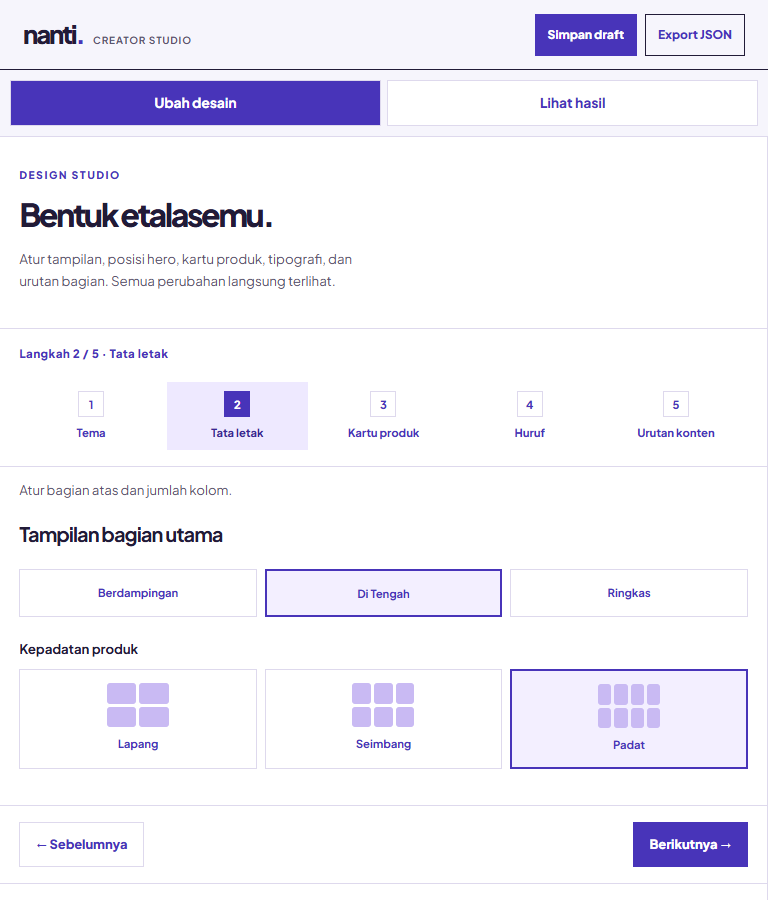 nanti. CREATOR STUDIO
Simpan draft
Export JSON
Ubah desain
Lihat hasil
DESIGN STUDIO
Bentuk etalasemu.
Atur tampilan, posisi hero, kartu produk, tipografi, dan
urutan bagian. Semua perubahan langsung terlihat.
Langkah 2 / 5 · Tata letak
1
Tema
2
Tata letak
3
Kartu produk
4
Huruf
5
Urutan konten
Atur bagian atas dan jumlah kolom.
Tampilan bagian utama
Berdampingan
Di Tengah
Ringkas
Kepadatan produk
Lapang
Seimbang
Padat
← Sebelumnya
Berikutnya →